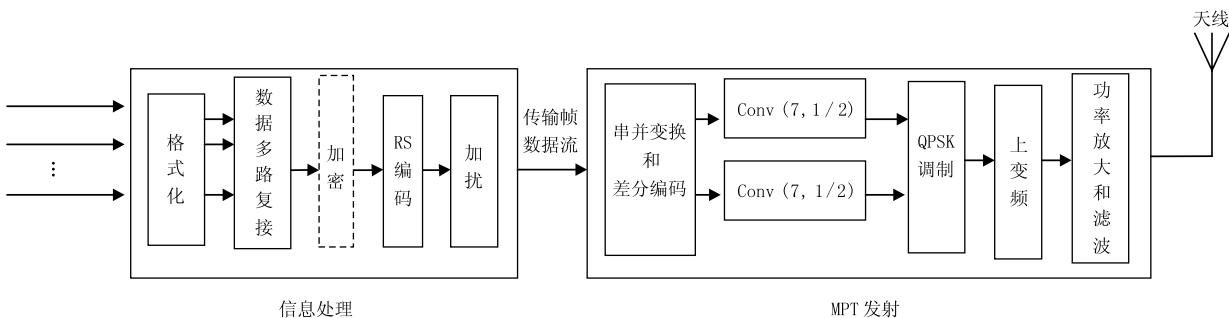 天线
格式化
数据多路复接
加密
RS
编码
加扰
传输帧
数据流
串并变换
和
差分编码
Conv(7,1/2)
Conv(7,1/2)
QPSK
调制
上变频
功率放大和滤波
信息处理
MPT发射